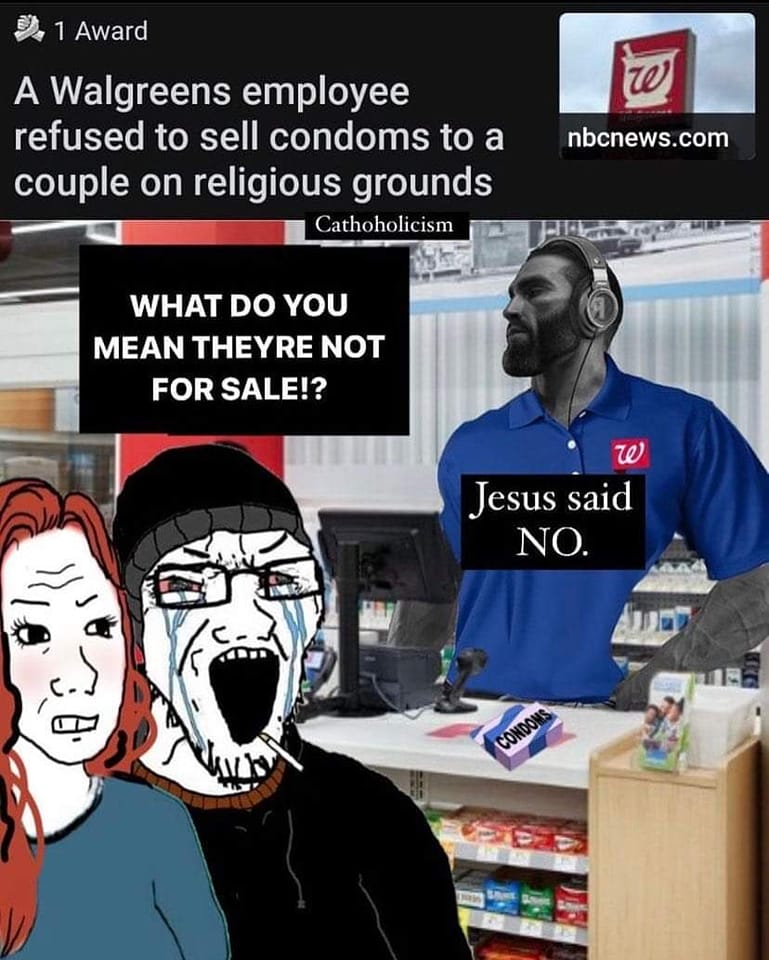 1 Award
A Walgreens employee
refused to sell condoms to a
couple on religious grounds
W
nbcnews.com
Cathoholicism
WHAT DO YOU
MEAN THEYRE NOT
FOR SALE!?
W
Jesus said
NO.
CONDOMS